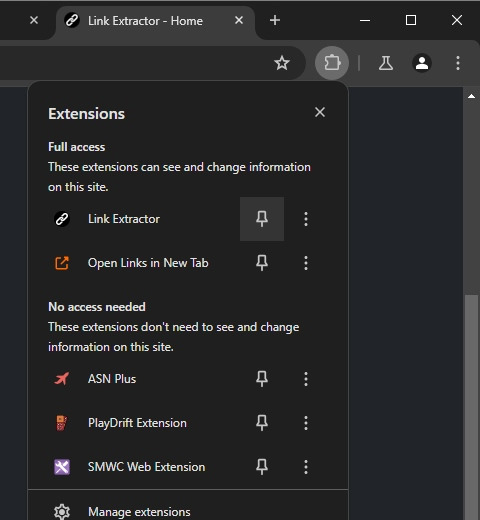 Link Extractor - Home
Extensions
Full access
These extensions can see and change information
on this site.
Link Extractor
Open Links in New Tab
No access needed
These extensions don't need to see and change
information on this site.
ASN Plus
PlayDrift Extension
SMWC Web Extension
Manage extensions